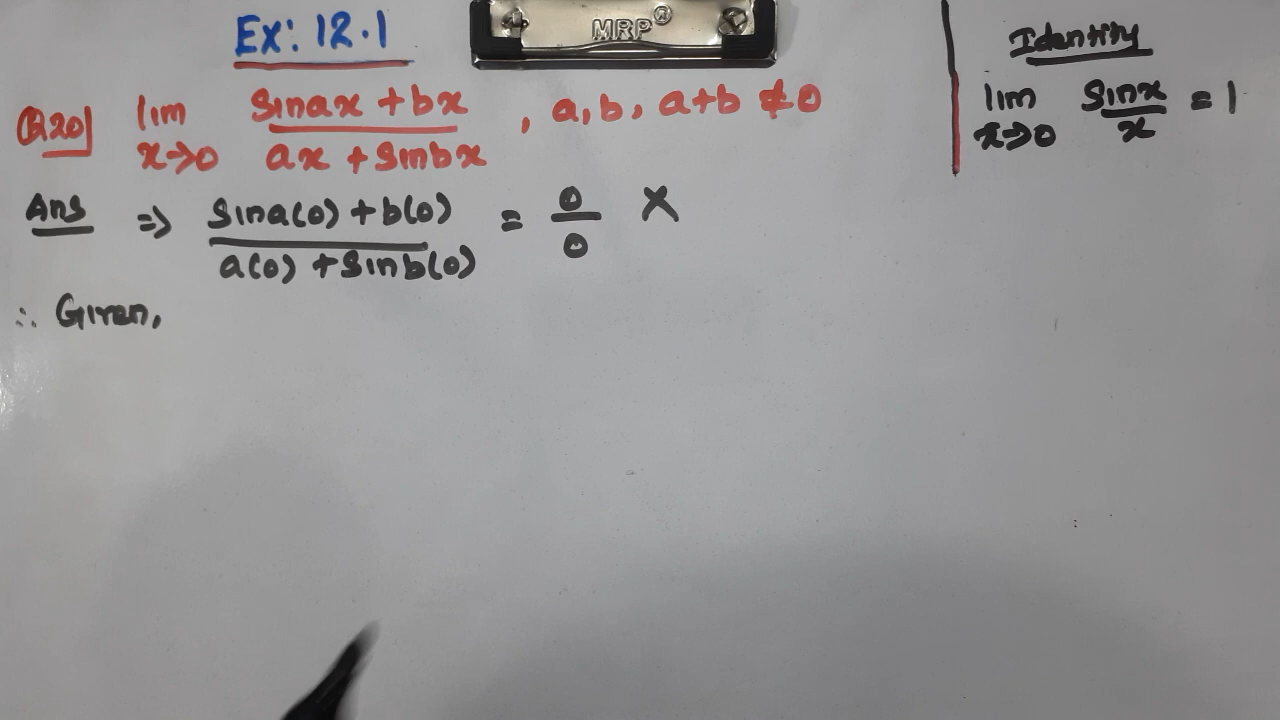 Ex: 12.1
MRP®
Identity
Q20] lim x→0 sinax + bx / ax + sinbx , a, b, a+b ≠ 0
lim x→0 sinx / x = 1
Ans ⇒ sina(0) + b(0) / a(0) + sinb(0) = 0 / 0 ×
∴ Given,